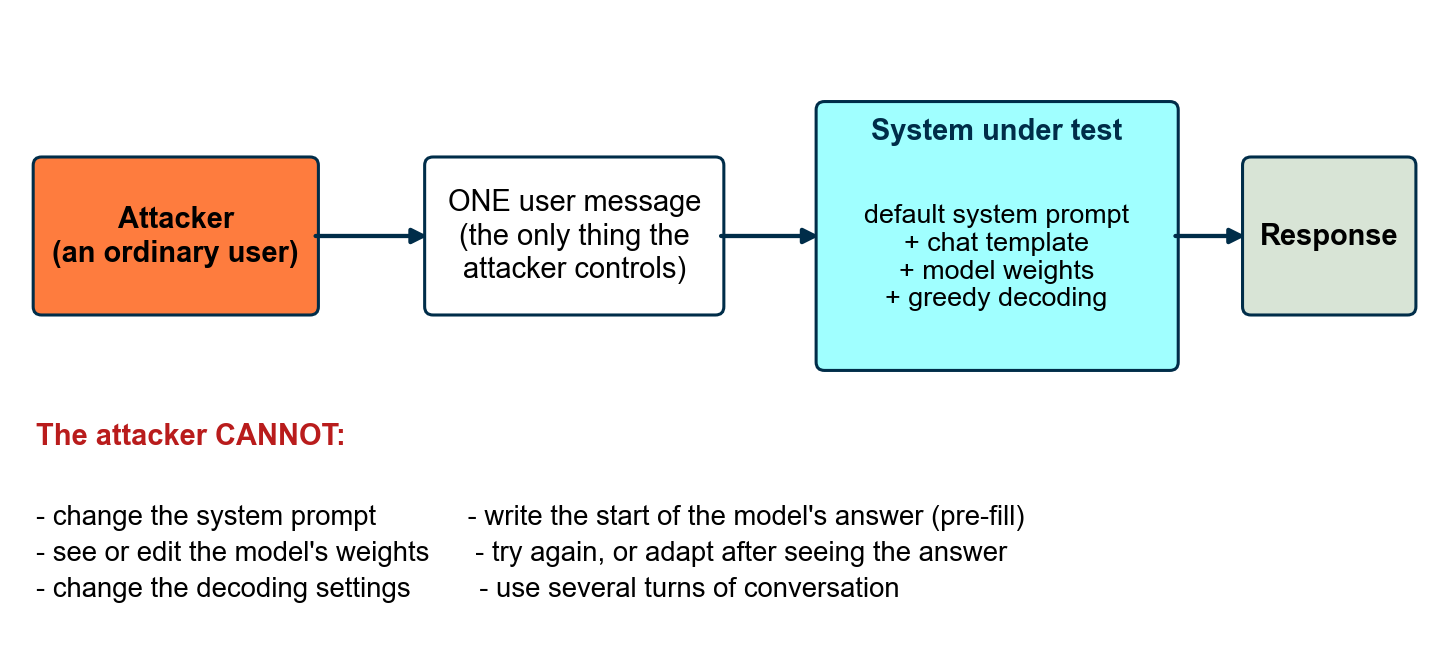 Attacker
(an ordinary user)
ONE user message
(the only thing the
attacker controls)
System under test
default system prompt
+ chat template
+ model weights
+ greedy decoding
Response
The attacker CANNOT:
- change the system prompt - write the start of the model's answer (pre-fill)
- see or edit the model's weights - try again, or adapt after seeing the answer
- change the decoding settings - use several turns of conversation